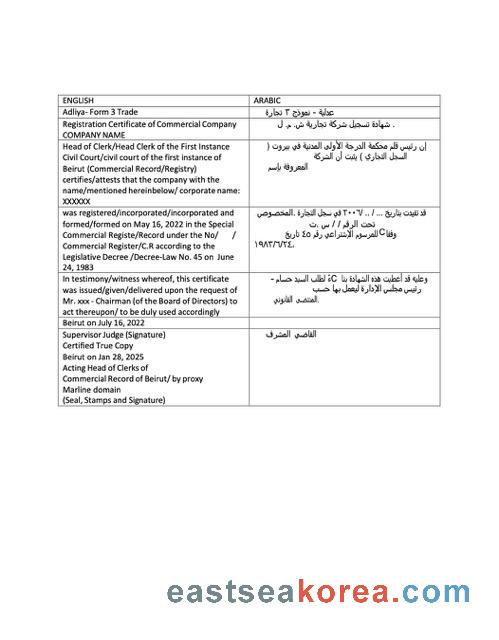 ENGLISH
ARABIC
Adliya- Form 3 Trade
عدلية - نموذج ٣ تجارة
Registration Certificate of Commercial Company
COMPANY NAME
شهادة تسجيل شركة تجارية ش. م. ل .
Head of Clerk/Head Clerk of the First Instance
Civil Court/civil court of the first instance of
Beirut (Commercial Record/Registry)
certifies/attests that the company with the
name/mentioned hereinbelow/ corporate name:
XXXXXX
إن رئيس قلم محكمة الدرجة الأولى المدنية في بيروت (
السجل التجاري ) يثبت أن الشركة
المعروفة بإسم
was registered/incorporated/incorporated and
formed/formed on May 16, 2022 in the Special
Commercial Registe/Record under the No/ /
Commercial Register/C.R according to the
Legislative Decree /Decree-Law No. 45 on June
24, 1983
قد تقيدت بتاريخ ... / .. /٢٠٠٦ في سجل التجارة .المخصوص
تحت الرقم / / س .ت
وفقا للمرسوم الإشتراعي رقم ٤٥ تاريخ
١٩٨٣/٦/٢٤.
In testimony/witness whereof, this certificate
was issued/given/delivered upon the request of
Mr. xxx - Chairman (of the Board of Directors) to
act thereupon/ to be duly used accordingly
وعليه قد أعطيت هذه الشهادة بنا لطلب السيد حسام -
رئيس مجلس الإدارة ليعمل بها حسب
المقتضى القانوني.
Beirut on July 16, 2022
Supervisor Judge (Signature)
Certified True Copy
Beirut on Jan 28, 2025
Acting Head of Clerks of
Commercial Record of Beirut/ by proxy
Marline domain
(Seal, Stamps and Signature)
القاضي المشرف
eastseakorea.com